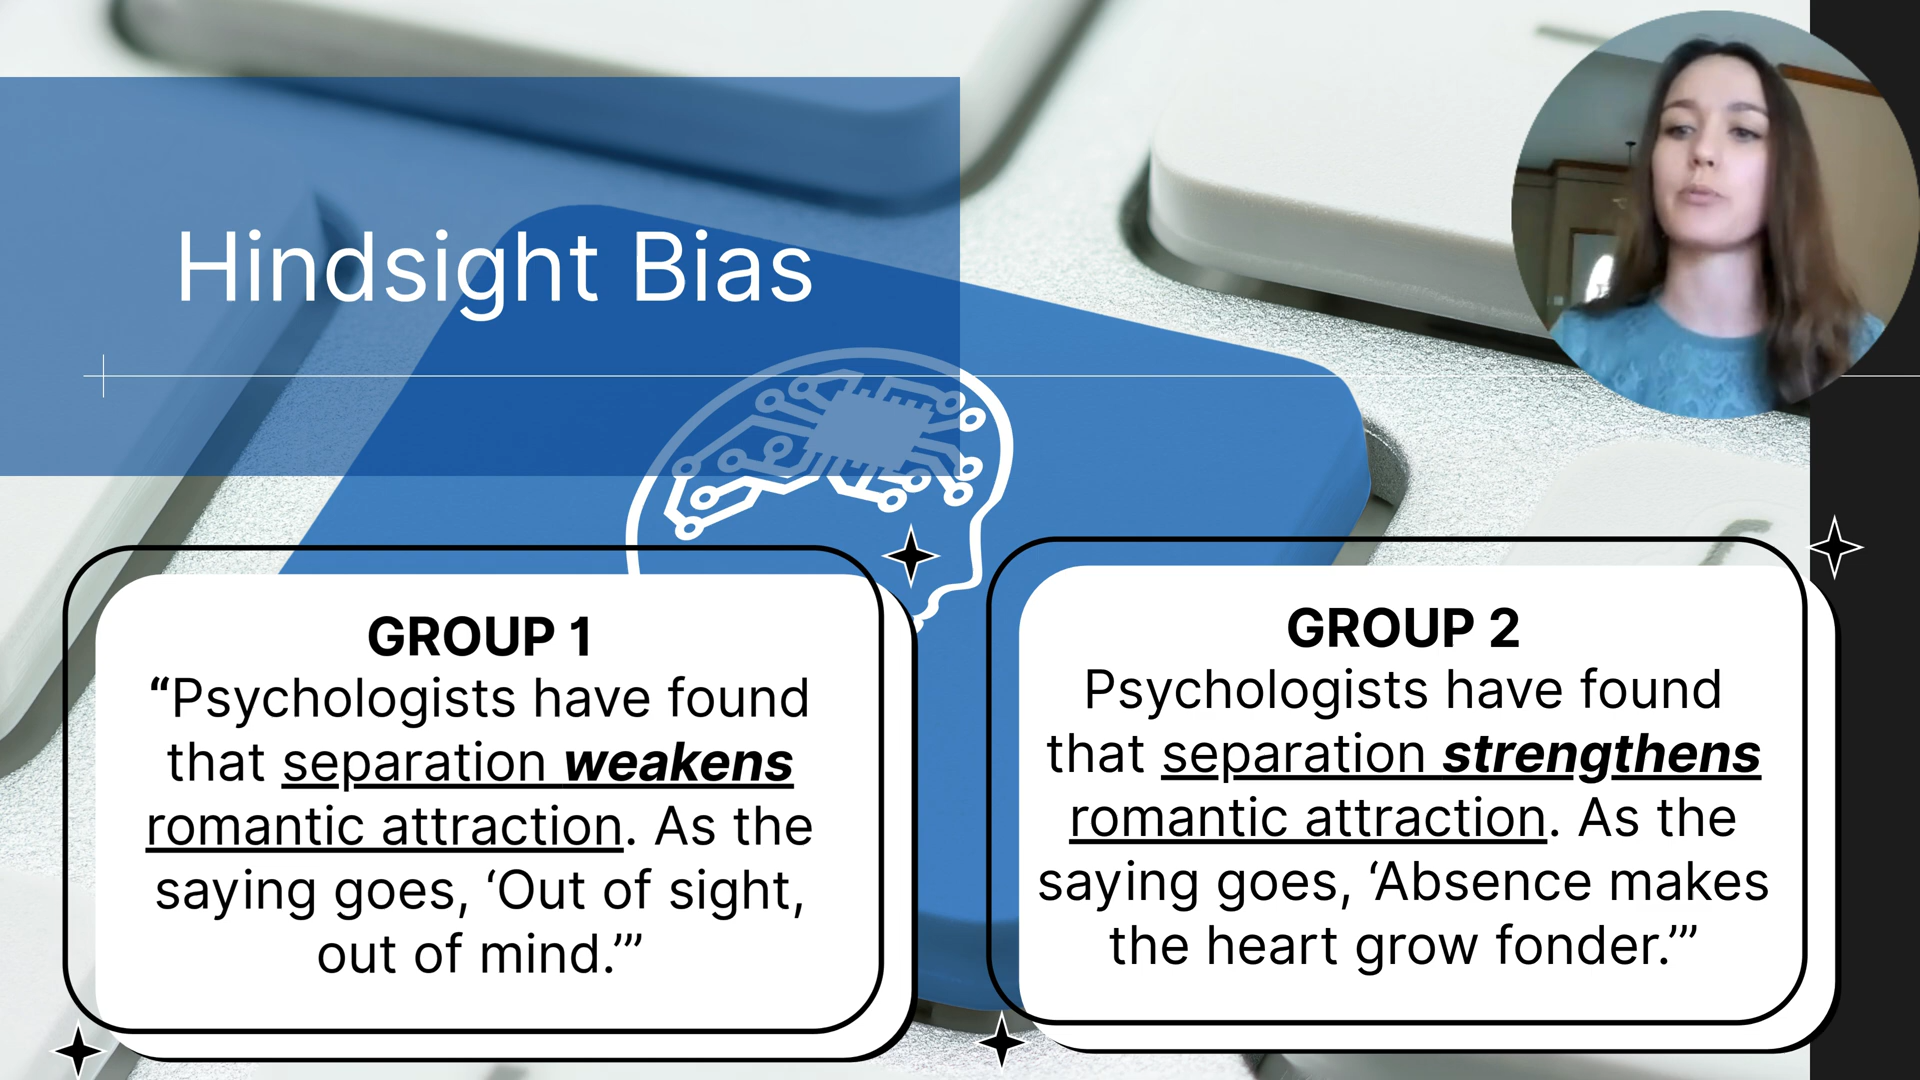 Hindsight Bias
GROUP 1
“Psychologists have found
that separation weakens
romantic attraction. As the
saying goes, ‘Out of sight,
out of mind.’”
GROUP 2
Psychologists have found
that separation strengthens
romantic attraction. As the
saying goes, ‘Absence makes
the heart grow fonder.’”